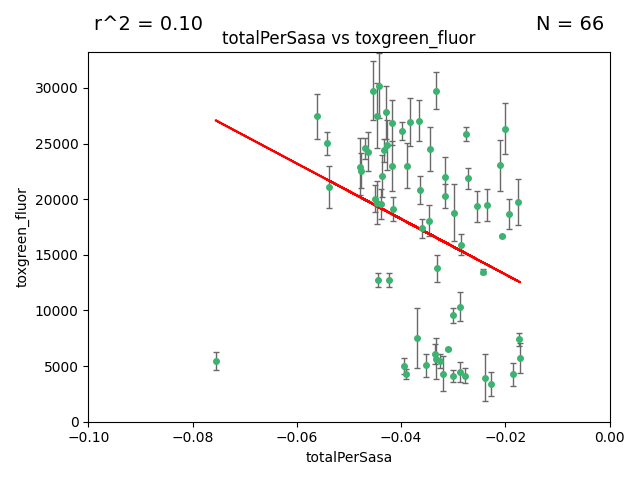 r^2 = 0.10
N = 66
totalPerSasa vs toxgreen_fluor
30000
25000
20000
15000
10000
5000
0
toxgreen_fluor
−0.10
−0.08
−0.06
−0.04
−0.02
0.00
totalPerSasa